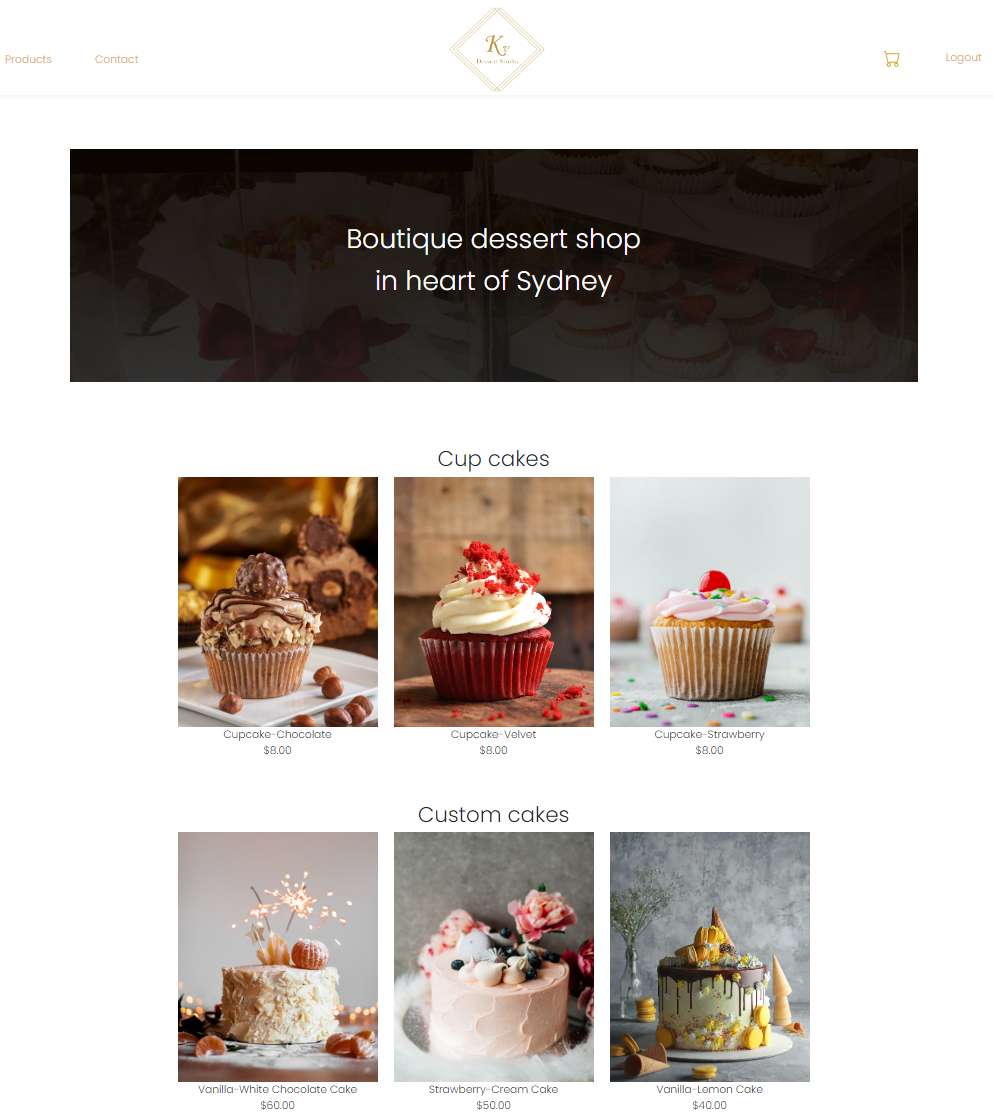 Products
Contact
Kv
Dessert Studio
Logout
Boutique dessert shop
in heart of Sydney
Cup cakes
Cupcake-Chocolate
$8.00
Cupcake-Velvet
$8.00
Cupcake-Strawberry
$8.00
Custom cakes
Vanilla-White Chocolate Cake
$60.00
Strawberry-Cream Cake
$50.00
Vanilla-Lemon Cake
$40.00